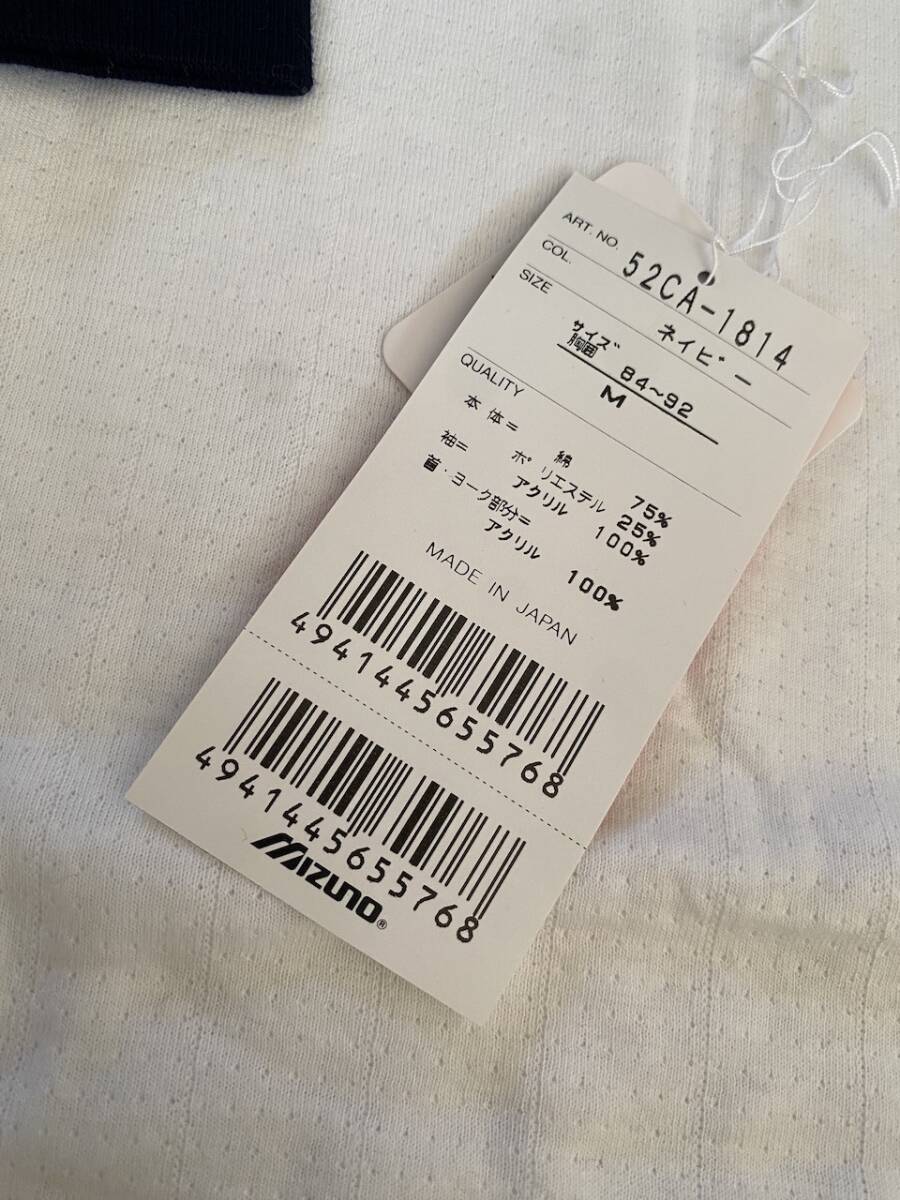 ART. NO. 52CA-1814
COL. ネイビー
SIZE サイズ
胸囲 84~92
M
QUALITY
本体= 綿 75%
ポリエステル 25%
袖= アクリル 100%
首・ヨーク部分=
アクリル 100%
MADE IN JAPAN
4941445655768
4941445655768
MIZUNO®